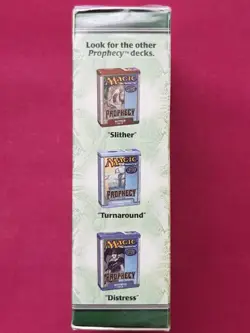 Look for the other
Prophecy™ decks.
MAGIC
PROPHECY
"Slither"
MAGIC
PROPHECY
"Turnaround"
MAGIC
PROPHECY
"Distress"